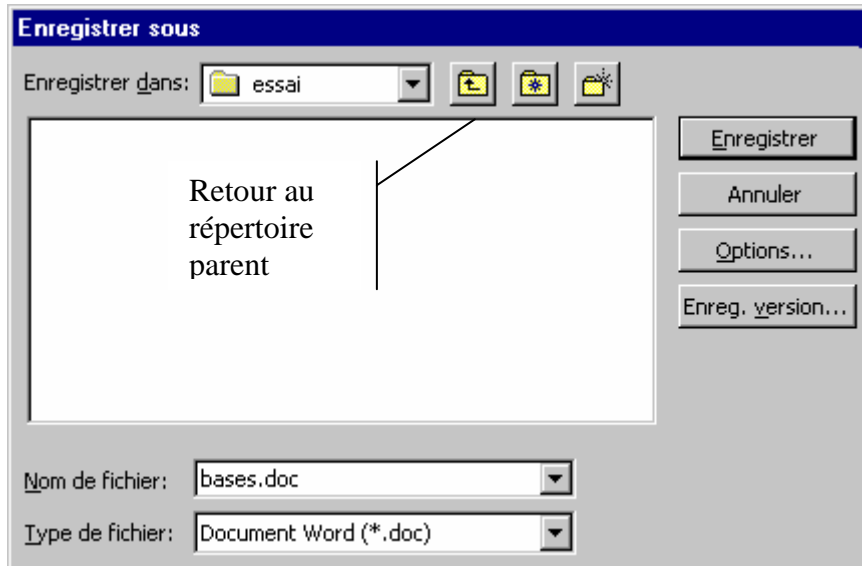 Enregistrer sous
Enregistrer dans: essai
Enregistrer
Retour au
répertoire
parent
Annuler
Options...
Enreg. version...
Nom de fichier: bases.doc
Type de fichier: Document Word (*.doc)